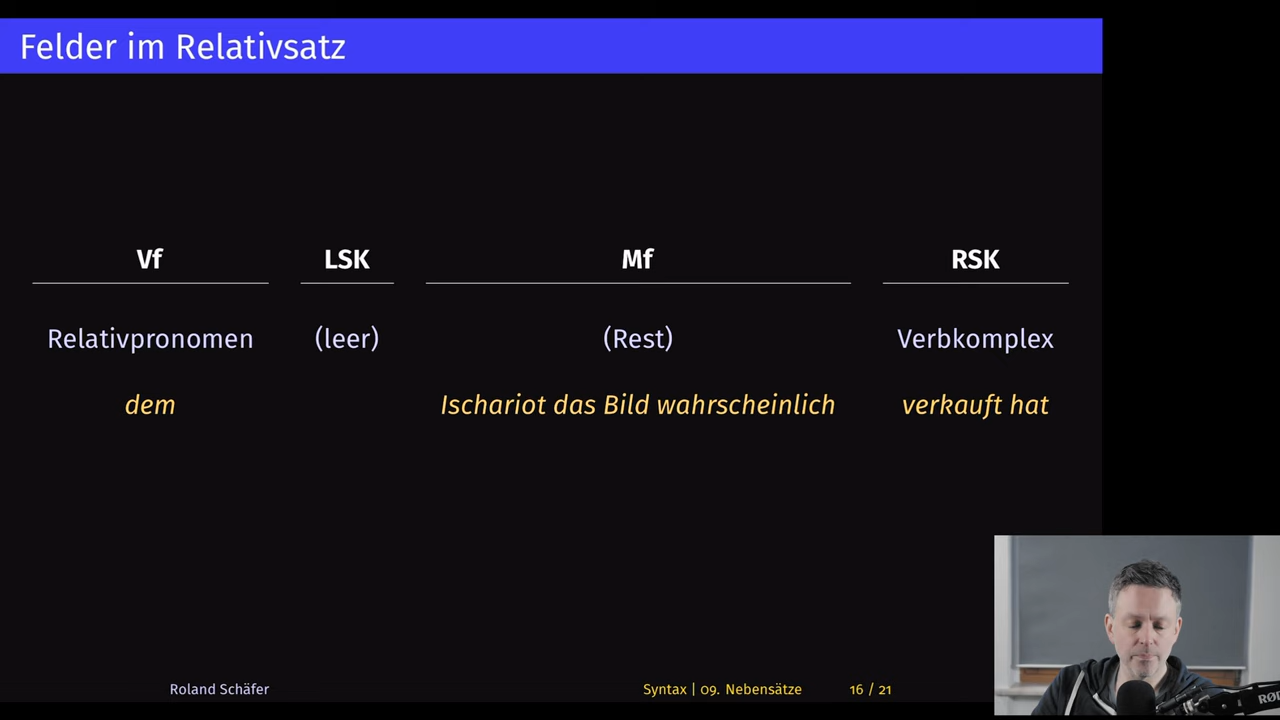 Felder im Relativsatz
Vf LSK Mf RSK
Relativpronomen (leer) (Rest) Verbkomplex
dem Ischariot das Bild wahrscheinlich verkauft hat
Roland Schäfer Syntax | 09. Nebensätze 16 / 21